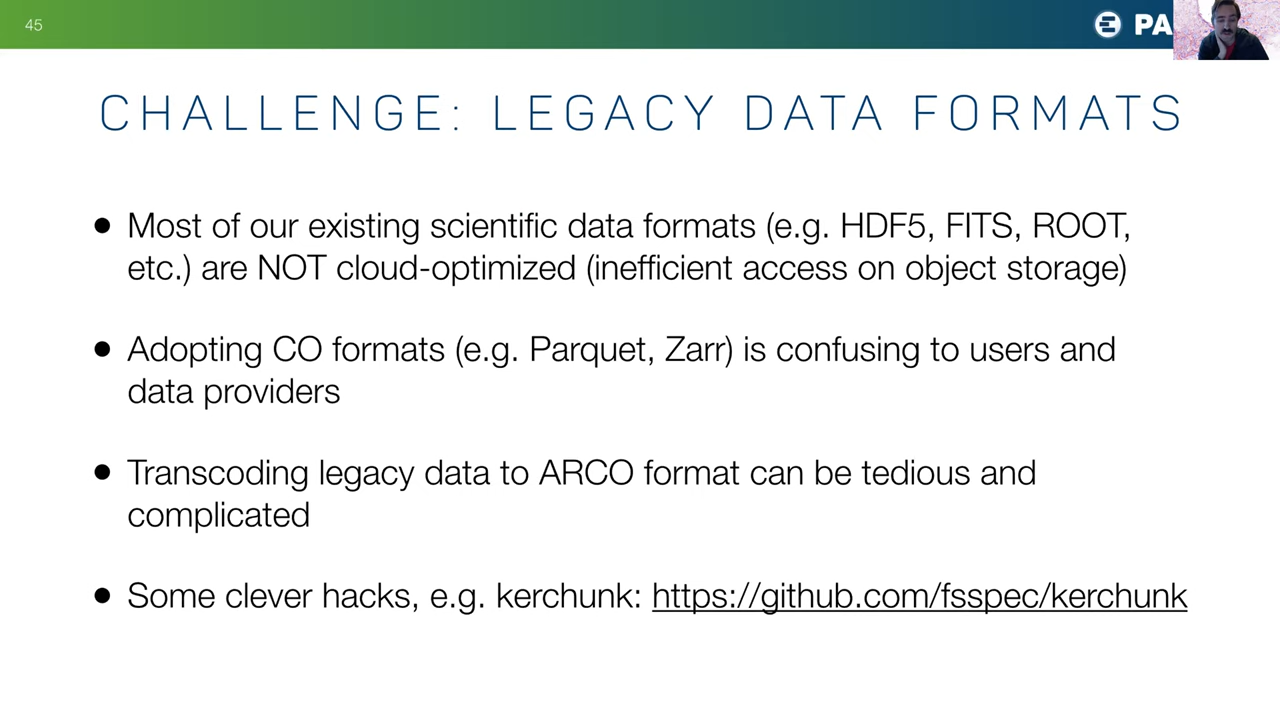 45
PA
CHALLENGE: LEGACY DATA FORMATS
• Most of our existing scientific data formats (e.g. HDF5, FITS, ROOT,
etc.) are NOT cloud-optimized (inefficient access on object storage)
• Adopting CO formats (e.g. Parquet, Zarr) is confusing to users and
data providers
• Transcoding legacy data to ARCO format can be tedious and
complicated
• Some clever hacks, e.g. kerchunk: https://github.com/fsspec/kerchunk